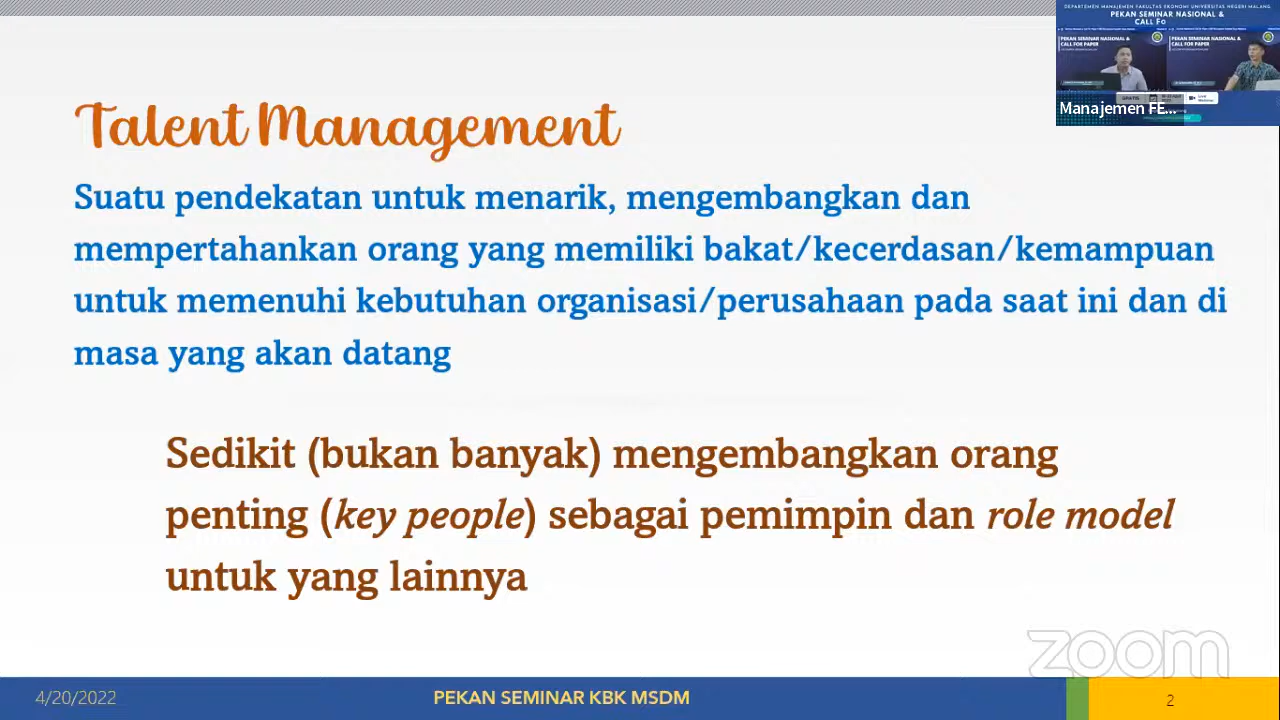 DEPARTEMEN MANAJEMEN FAKULTAS EKONOMI UNIVERSITAS NEGERI MALANG
PEKAN SEMINAR NASIONAL &
CALL Fo
PEKAN SEMINAR NASIONAL &
CALL FOR PAPER
PEKAN SEMINAR NASIONAL &
CALL FOR PAPER
GRATIS
Manajemen FE...
Talent Management
Suatu pendekatan untuk menarik, mengembangkan dan
mempertahankan orang yang memiliki bakat/kecerdasan/kemampuan
untuk memenuhi kebutuhan organisasi/perusahaan pada saat ini dan di
masa yang akan datang
Sedikit (bukan banyak) mengembangkan orang
penting (key people) sebagai pemimpin dan role model
untuk yang lainnya
zoom
4/20/2022
PEKAN SEMINAR KBK MSDM
2